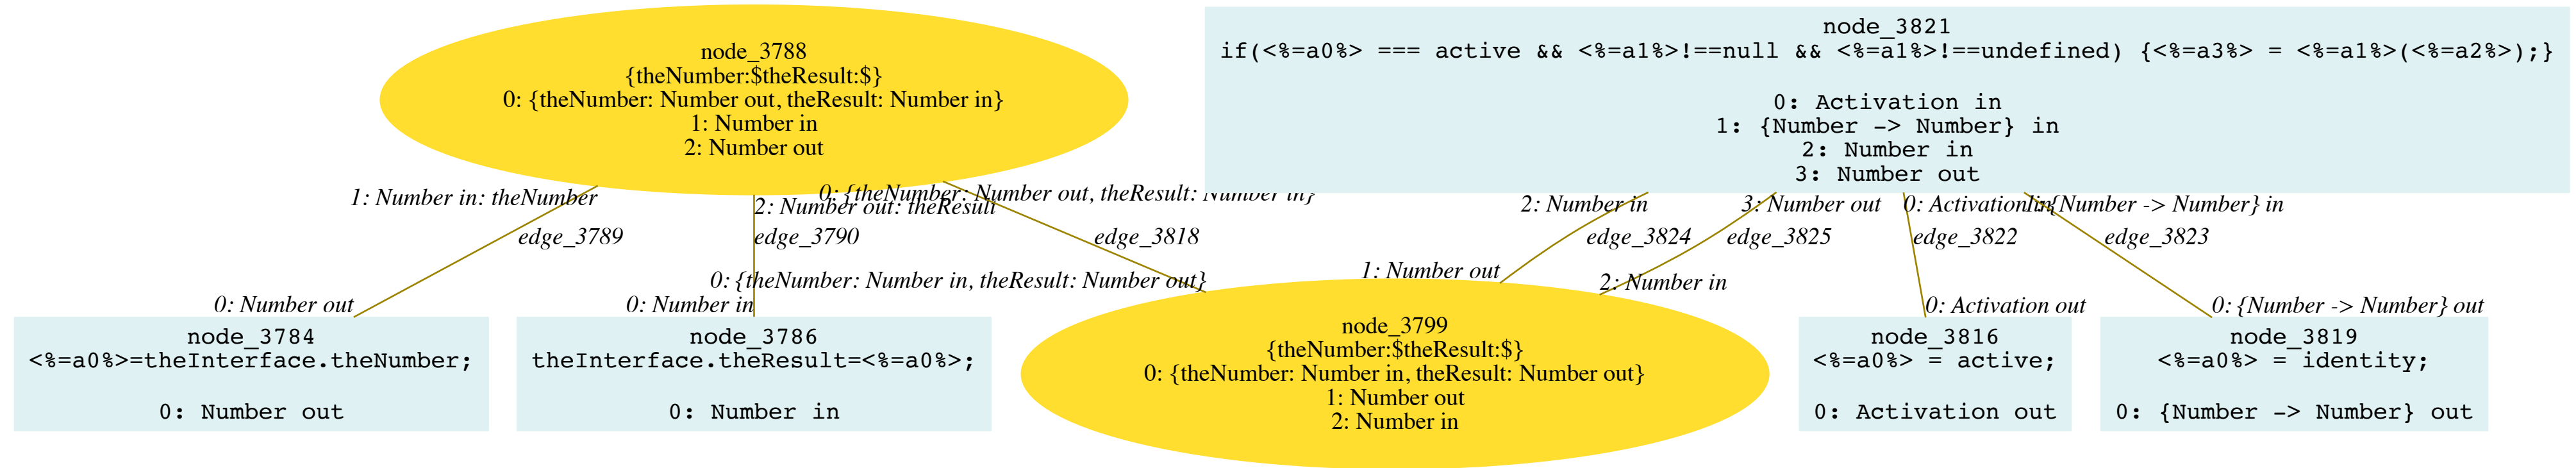 node_3788
{theNumber:$theResult:$}
0: {theNumber: Number out, theResult: Number in}
1: Number in
2: Number out
node_3821
if(<%=a0%> === active && <%=a1%>!==null && <%=a1%>!==undefined) {<%=a3%> = <%=a1%>(<%=a2%>);}
0: Activation in
1: {Number -> Number} in
2: Number in
3: Number out
1: Number in: theNumber
2: Number out: theResult
0: {theNumber: Number out, theResult: Number in}
2: Number in
3: Number out
0: Activation in
1: {Number -> Number} in
edge_3789
edge_3790
edge_3818
edge_3824
edge_3825
edge_3822
edge_3823
0: Number out
0: Number in
0: {theNumber: Number in, theResult: Number out}
1: Number out
2: Number in
0: Activation out
0: {Number -> Number} out
node_3784
<%=a0%>=theInterface.theNumber;
0: Number out
node_3786
theInterface.theResult=<%=a0%>;
0: Number in
node_3799
{theNumber:$theResult:$}
0: {theNumber: Number in, theResult: Number out}
1: Number out
2: Number in
node_3816
<%=a0%> = active;
0: Activation out
node_3819
<%=a0%> = identity;
0: {Number -> Number} out